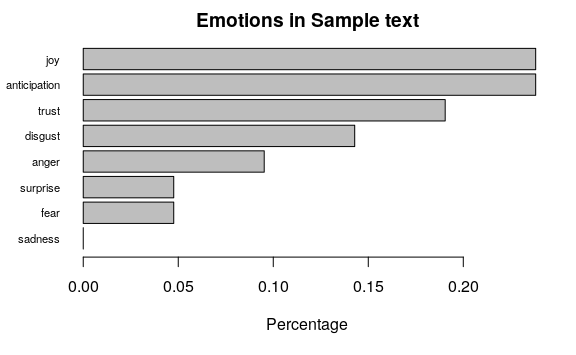 Emotions in Sample text
joy
anticipation
trust
disgust
anger
surprise
fear
sadness
0.00 0.05 0.10 0.15 0.20
Percentage